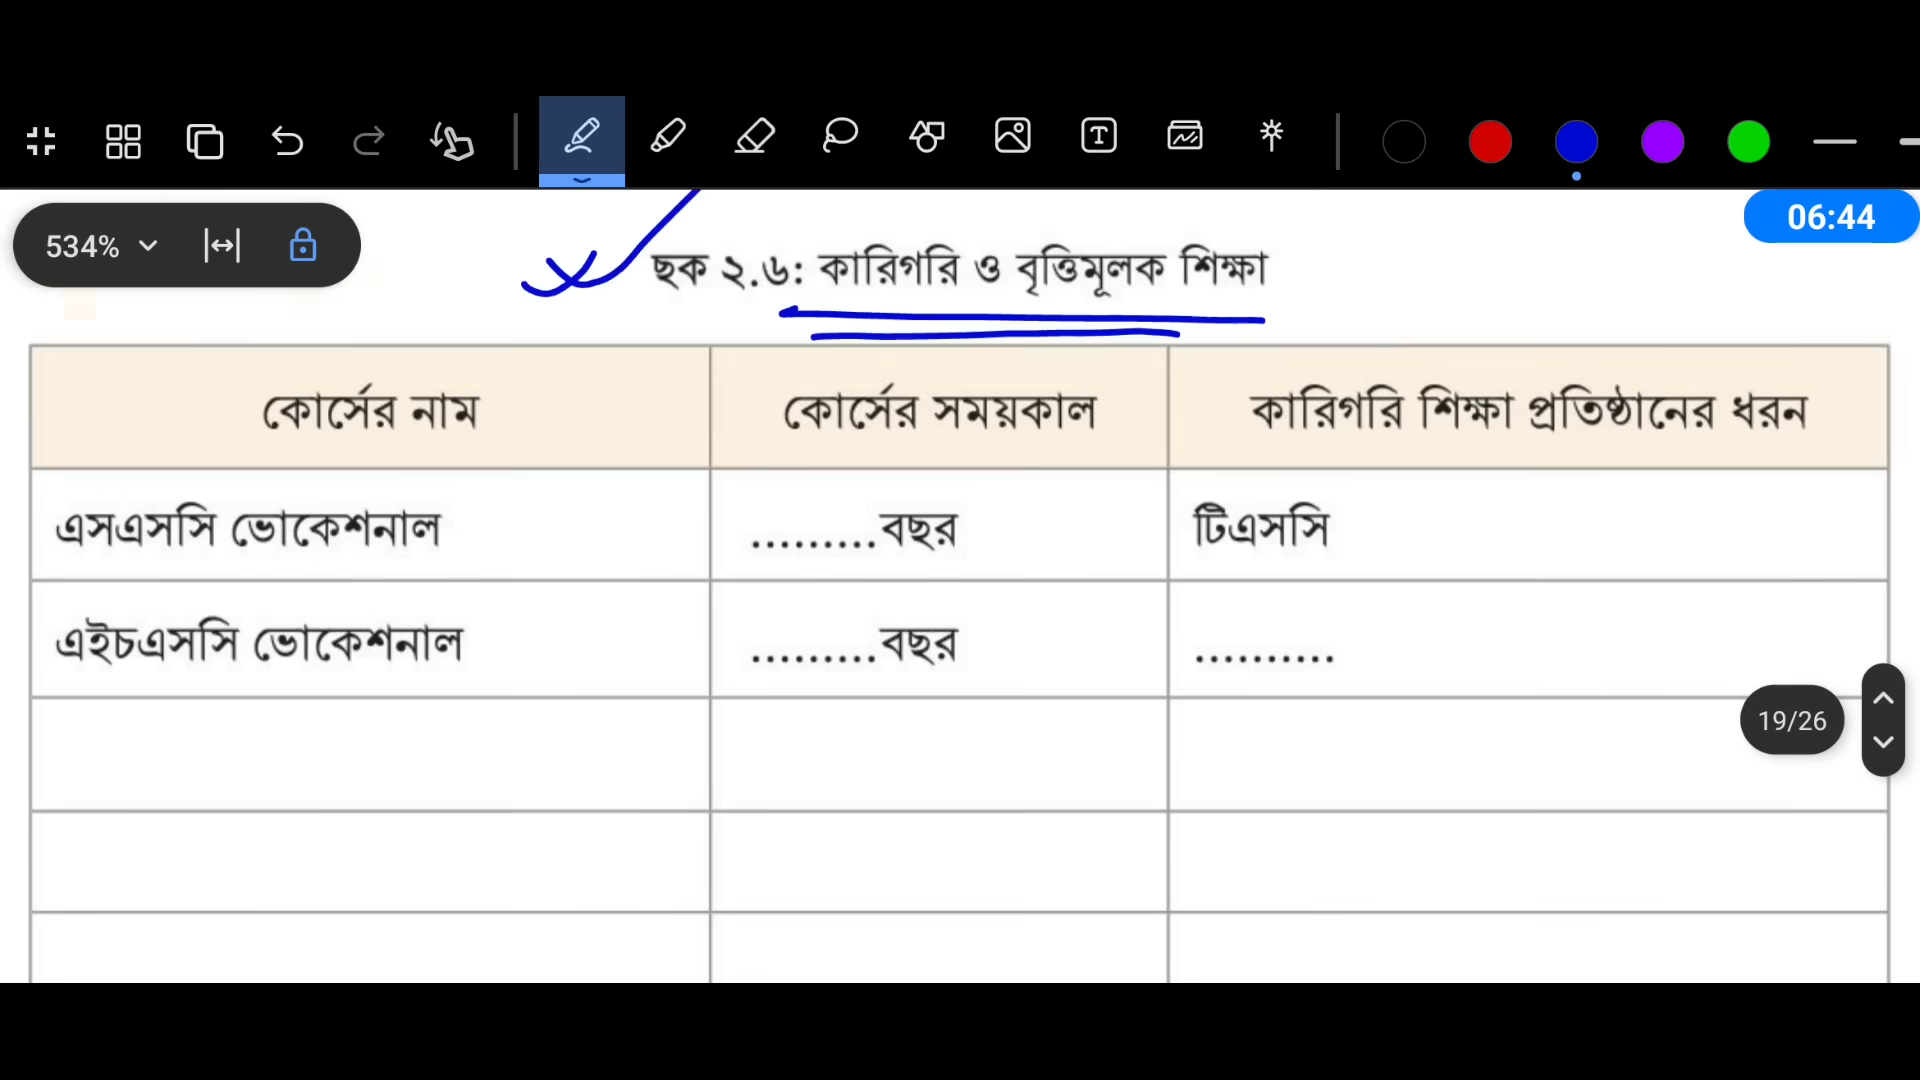 534%
06:44
ছক ২.৬: কারিগরি ও বৃত্তিমূলক শিক্ষা
কোর্সের নাম কোর্সের সময়কাল কারিগরি শিক্ষা প্রতিষ্ঠানের ধরন
এসএসসি ভোকেশনাল .........বছর টিএসসি
এইচএসসি ভোকেশনাল .........বছর ..........
19/26